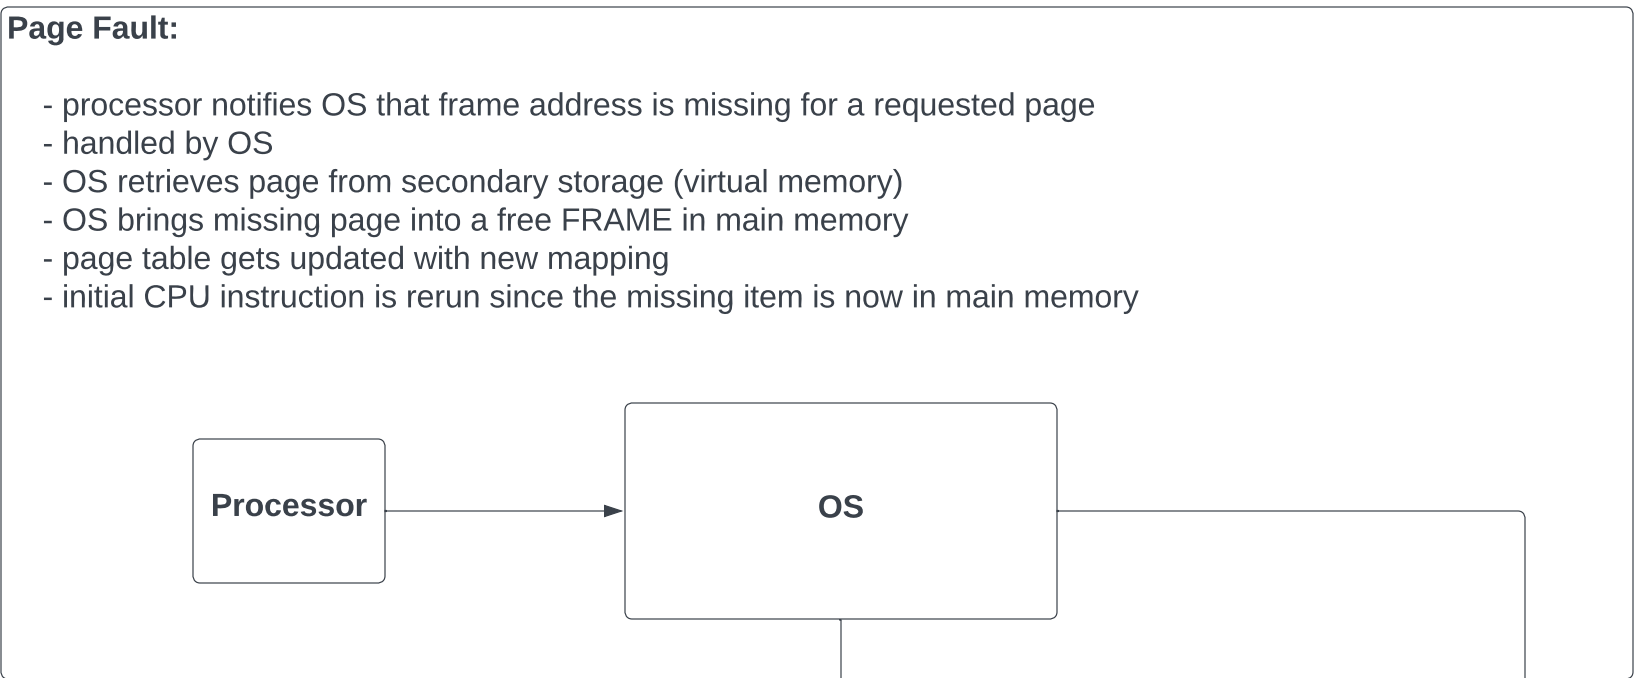 Page Fault:
- processor notifies OS that frame address is missing for a requested page
- handled by OS
- OS retrieves page from secondary storage (virtual memory)
- OS brings missing page into a free FRAME in main memory
- page table gets updated with new mapping
- initial CPU instruction is rerun since the missing item is now in main memory
Processor
OS